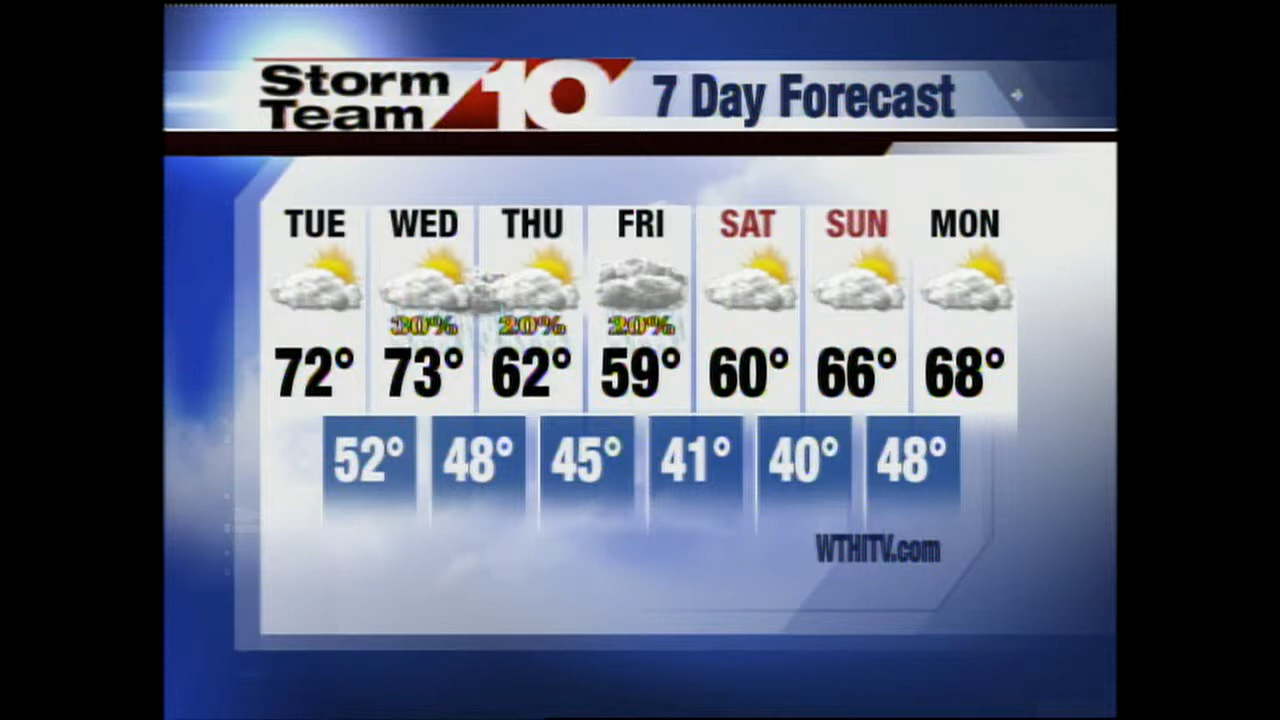 Storm
Team
10
7 Day Forecast
TUE WED THU FRI SAT SUN MON
20% 20%
72° 73° 62° 59° 60° 66° 68°
52° 48° 45° 41° 40° 48°
WTHITV.com